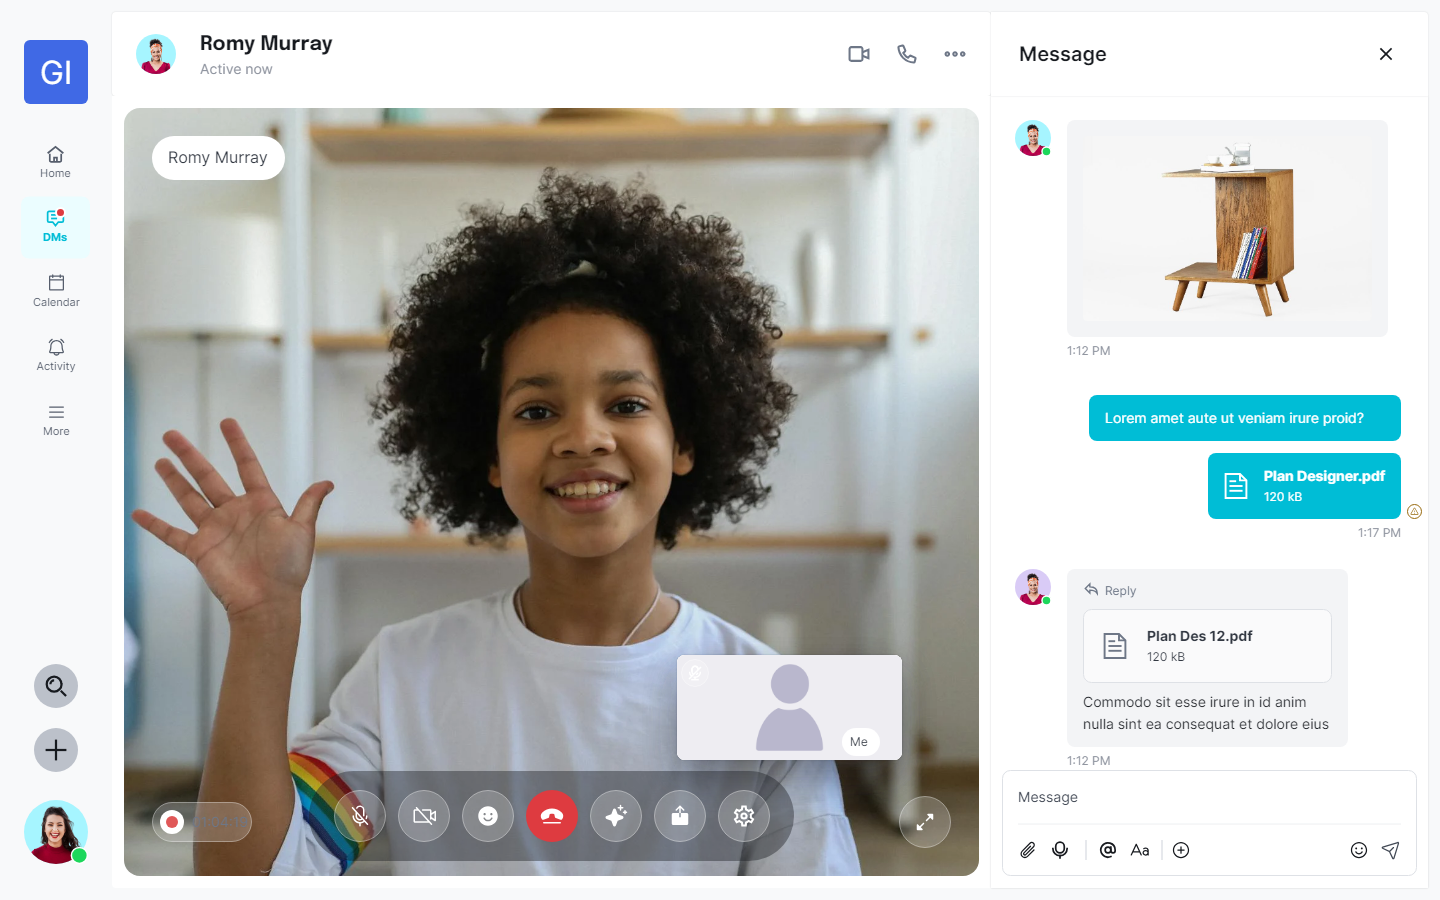 GI
Home
DMs
Calendar
Activity
More
Romy Murray
Active now
Romy Murray
Me
Message
1:12 PM
Lorem amet aute ut veniam irure proid?
Plan Designer.pdf
120 kB
1:17 PM
Reply
Plan Des 12.pdf
120 kB
Commodo sit esse irure in id anim
nulla sint ea consequat et dolore eius
1:12 PM
Message
@ Aa